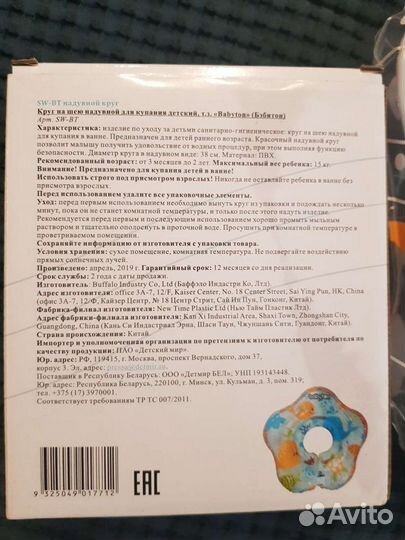 SW-BT надувной круг
Круг на шею надувной для купания детский, т.з. «Babyton» (Бэбитон)
Арт. SW-BT
Характеристика: изделие по уходу за детьми санитарно-гигиеническое: круг на шею надувной
для купания в ванне. Предназначен для детей раннего возраста. Красочный надувной круг
позволит малышу получить удовольствие от водных процедур, при этом выполняя функцию
безопасности. Диаметр круга в надувном виде: 38 см. Материал: ПВХ.
Рекомендованный возраст: от 3 месяцев до 2 лет. Максимальный вес ребенка: 15 кг.
Внимание! Предназначено для купания детей в ванне!
Использовать строго под присмотром взрослых! Никогда не оставляйте ребенка в ванне без
присмотра взрослых.
Перед использованием удалите все упаковочные элементы.
Уход: перед первым использованием необходимо вынуть круг из упаковки и подождать несколько
минут, пока он не станет комнатной температуры, и только после этого надуть изделие.
Рекомендуется перед первым и последующим использованием хорошо промыть мыльным
раствором и тщательно ополоснуть в проточной воде. Просушить при комнатной температуре в
проветриваемом помещении.
Сохраняйте информацию от изготовителя с упаковки товара.
Условия хранения: сухое помещение, комнатная температура. Не подвергайте воздействию
прямых солнечных лучей.
Произведено: апрель, 2019 г. Гарантийный срок: 12 месяцев со дня реализации.
Срок службы: 2 года с даты продажи.
Изготовитель: Buffalo Industry Co, Ltd (Баффэло Индастри Ко, Лтд)
Адрес изготовителя: office 3A-7, 12/F, Kaiser Center, No. 18 Center Street, Sai Ying Pun, HK, China
(офис 3А-7, 12/Ф, Кайзер Центр, № 18 Центр Стрит, Сай Ин Пун, Гонконг, Китай).
Фабрика-филиал изготовителя: New Time Plastic Ltd (Нью Тайм Пластик Лтд).
Адрес фабрики-филиала изготовителя: Kan Xi Industrial Area, Shaxi Town, Zhongshan City,
Guangdong, China (Кань Си Индастриал Эрна, Шаси Таун, Чжуншань Сити, Гуандонг, Китай).
Страна происхождения: Китай.
Импортер и уполномоченная организация по претензиям к изготовителю от потребителя по
качеству продукции: ПАО «Детский мир».
Юр. адрес: РФ, 119415, г. Москва, проспект Вернадского, дом 37,
корпус 3. Эл. адрес:
Поставщик в Республику Беларусь: ООО «Детмир БЕЛ», УНП 193143448.
Юр. адрес: Республика Беларусь, 220100, г. Минск, ул. Кульман, д. 3, пом. 319;
тел. +375 (17) 3970001.
Соответствует требованиям ТР ТС 007/2011.
9 325049 017712
EAC
Avito